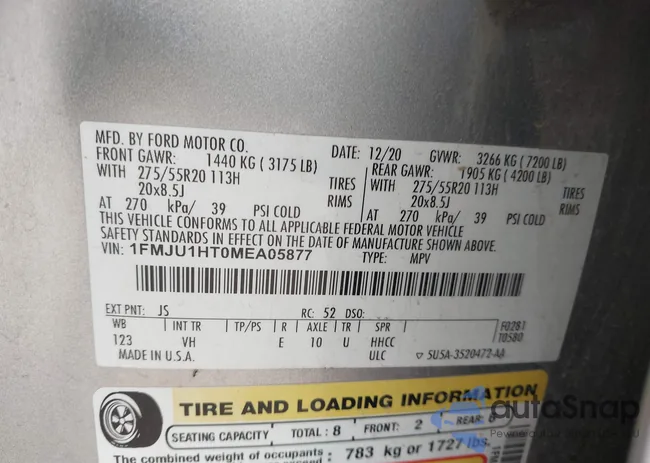 MFD. BY FORD MOTOR CO.
DATE: 12/20 GVWR: 3266 KG ( 7200 LB)
FRONT GAWR: 1440 KG ( 3175 LB) REAR GAWR: 1905 KG ( 4200 LB)
WITH 275/55R20 113H TIRES WITH 275/55R20 113H TIRES
20x8.5J RIMS 20x8.5J RIMS
AT 270 kPa/ 39 PSI COLD AT 270 kPa/ 39 PSI COLD
THIS VEHICLE CONFORMS TO ALL APPLICABLE FEDERAL MOTOR VEHICLE
SAFETY STANDARDS IN EFFECT ON THE DATE OF MANUFACTURE SHOWN ABOVE.
VIN: 1FMJU1HT0MEA05877 TYPE: MPV
EXT PNT: JS RC: 52 DSO:
WB INT TR TP/PS R AXLE TR SPR F0281
123 VH E 10 U HHCC T0580
MADE IN U.S.A. ULC ▽ 5U5A-3520472-AA
TIRE AND LOADING INFORMATION
SEATING CAPACITY TOTAL : 8 FRONT: 2 REAR: 6
The combined weight of occupants 783 kg or 1727 lbs.
autoSnap